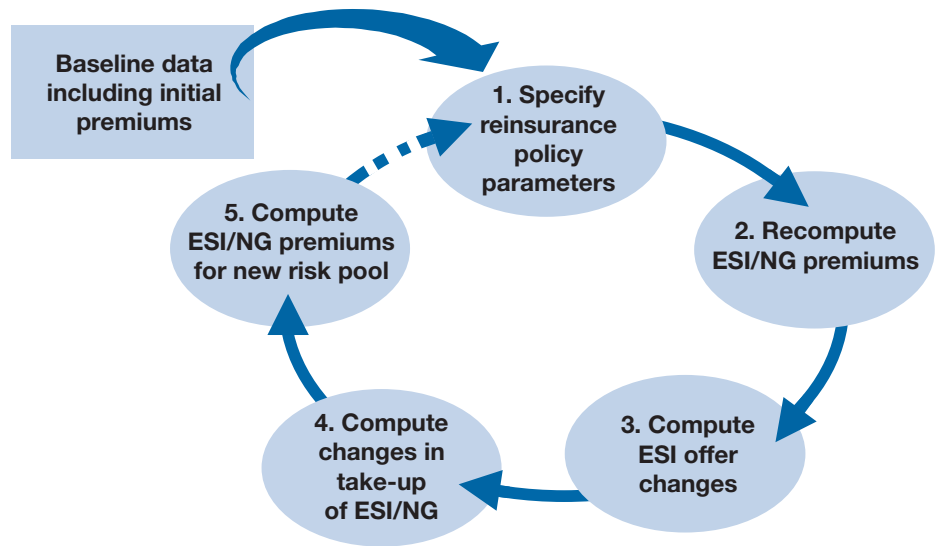 Baseline data
including initial
premiums
1. Specify
reinsurance
policy
parameters
2. Recompute
ESI/NG premiums
3. Compute
ESI offer
changes
4. Compute
changes in
take-up
of ESI/NG
5. Compute
ESI/NG premiums
for new risk pool